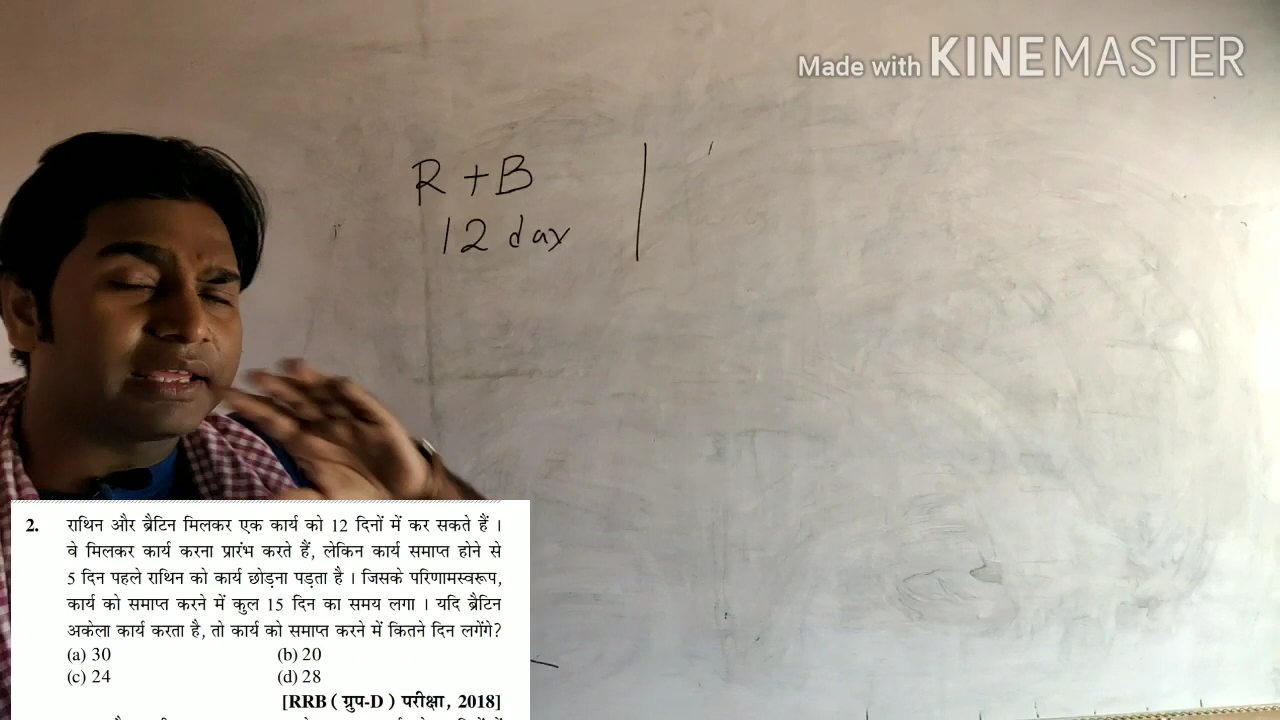 Made with KINEMASTER
R + B
12 day
2. राथिन और ब्रैटिन मिलकर एक कार्य को 12 दिनों में कर सकते हैं ।
वे मिलकर कार्य करना प्रारंभ करते हैं, लेकिन कार्य समाप्त होने से
5 दिन पहले राथिन को कार्य छोड़ना पड़ता है । जिसके परिणामस्वरूप,
कार्य को समाप्त करने में कुल 15 दिन का समय लगा । यदि ब्रैटिन
अकेला कार्य करता है, तो कार्य को समाप्त करने में कितने दिन लगेंगे?
(a) 30 (b) 20
(c) 24 (d) 28
[RRB ( ग्रुप-D ) परीक्षा, 2018]